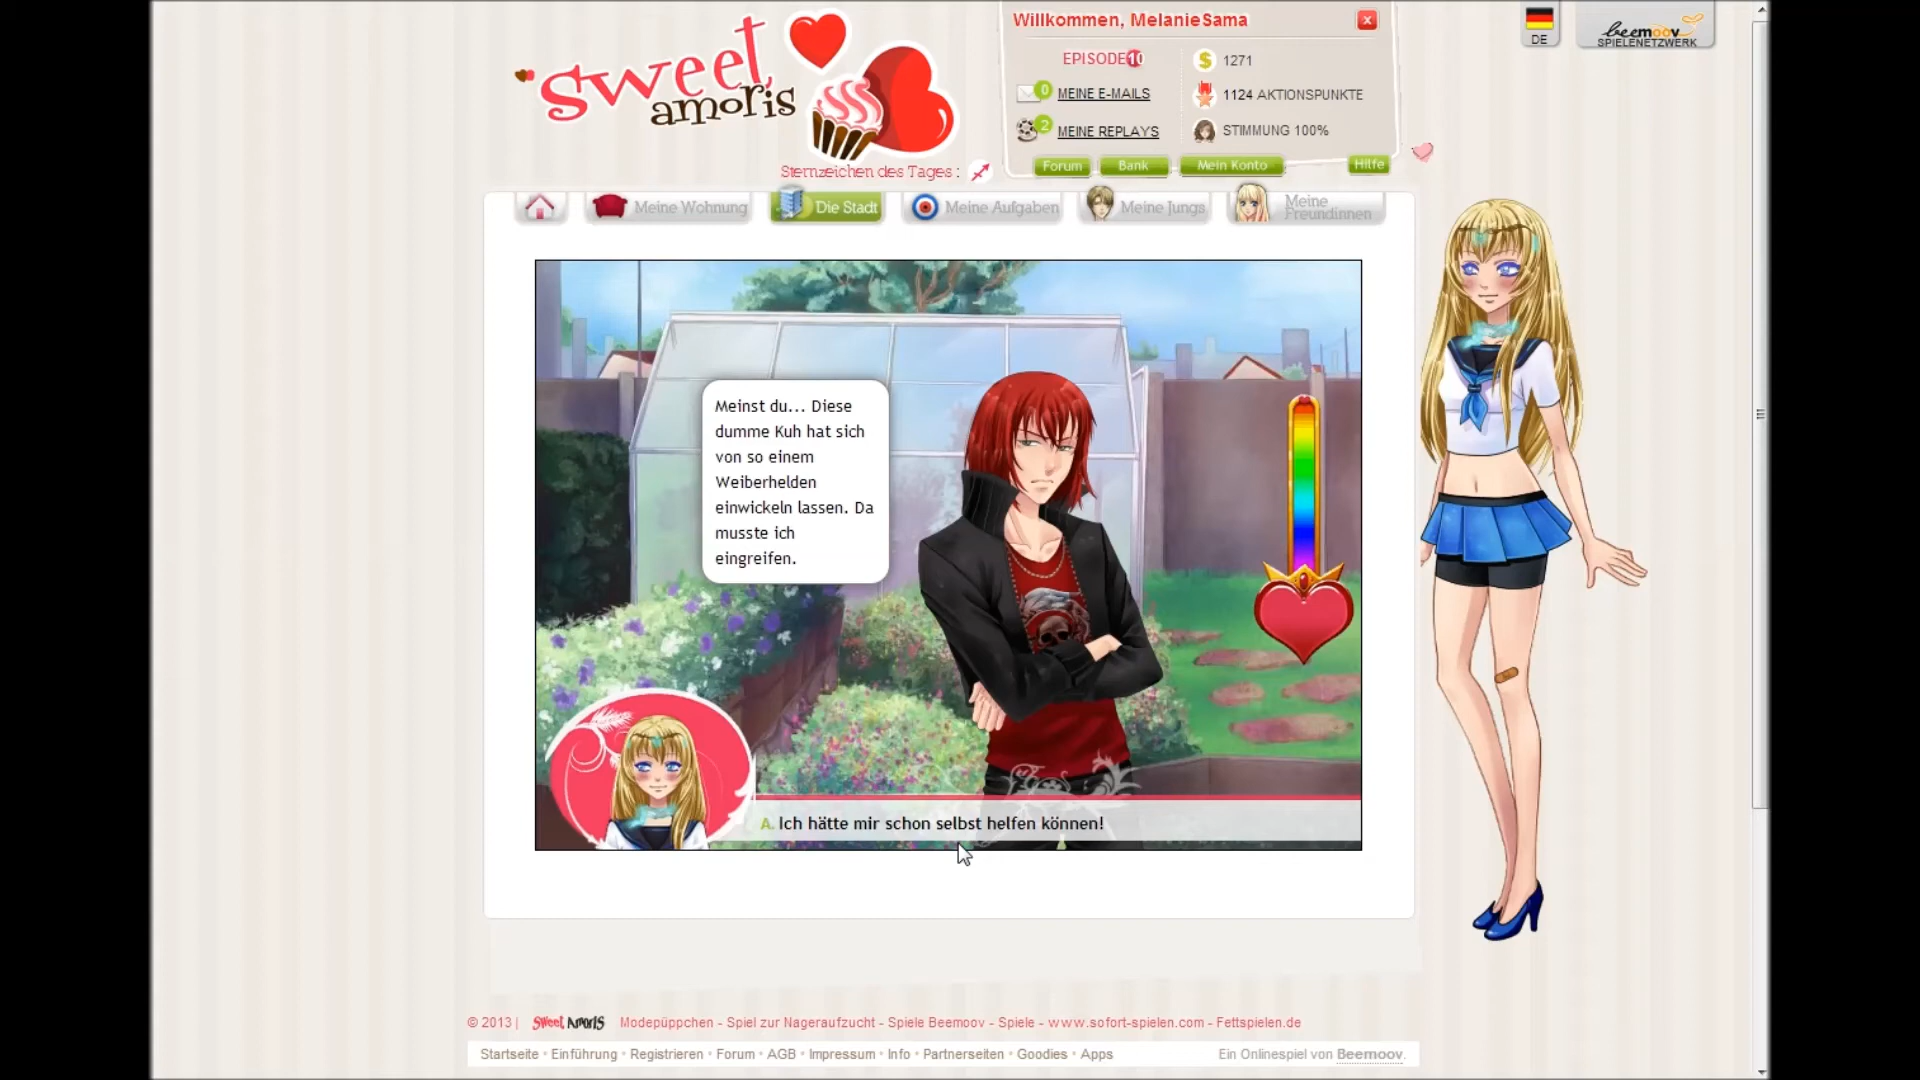 sweet amoris
Sternzeichen des Tages :
Willkommen, MelanieSama
x
EPISODE 10
$ 1271
0 MEINE E-MAILS
1124 AKTIONSPUNKTE
2 MEINE REPLAYS
STIMMUNG 100%
Forum
Bank
Mein Konto
Hilfe
DE
beemoov
SPIELENETZWERK
Meine Wohnung
Die Stadt
Meine Aufgaben
Meine Jungs
Meine
Freundinnen
Meinst du... Diese
dumme Kuh hat sich
von so einem
Weiberhelden
einwickeln lassen. Da
musste ich
eingreifen.
A. Ich hätte mir schon selbst helfen können!
© 2013 | Sweet Amoris Modepüppchen - Spiel zur Nageraufzucht - Spiele Beemoov - Spiele - www.sofort-spielen.com - Fettspielen.de
Startseite • Einführung • Registrieren • Forum • AGB • Impressum • Info • Partnerseiten • Goodies • Apps
Ein Onlinespiel von Beemoov.